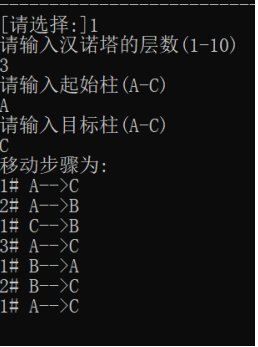 [请选择:]1
请输入汉诺塔的层数(1-10)
3
请输入起始柱(A-C)
A
请输入目标柱(A-C)
C
移动步骤为:
1# A-->C
2# A-->B
1# C-->B
3# A-->C
1# B-->A
2# B-->C
1# A-->C